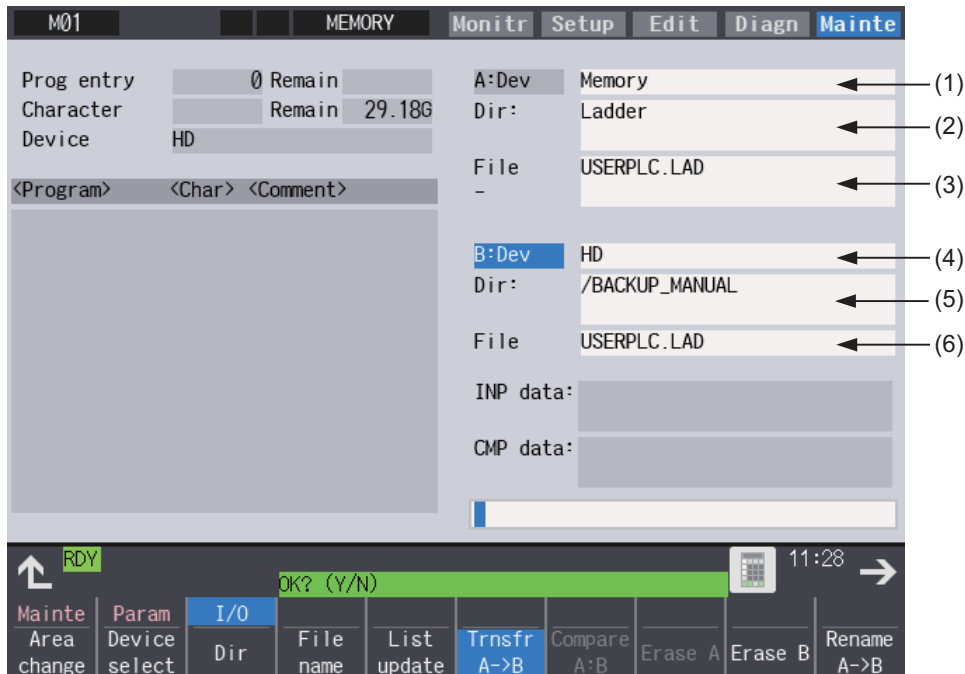 M01 MEMORY Monitr Setup Edit Diagn Mainte
Prog entry 0 Remain
Character Remain 29.18G
Device HD
<Program> <Char> <Comment>
A:Dev Memory (1)
Dir: Ladder (2)
File USERPLC.LAD (3)
-
B:Dev HD (4)
Dir: /BACKUP_MANUAL (5)
File USERPLC.LAD (6)
INP data:
CMP data:
RDY 11:28
OK? (Y/N)
Mainte Param I/O
Area change Device select Dir File name List update Trnsfr A->B Compare A:B Erase A Erase B Rename A->B